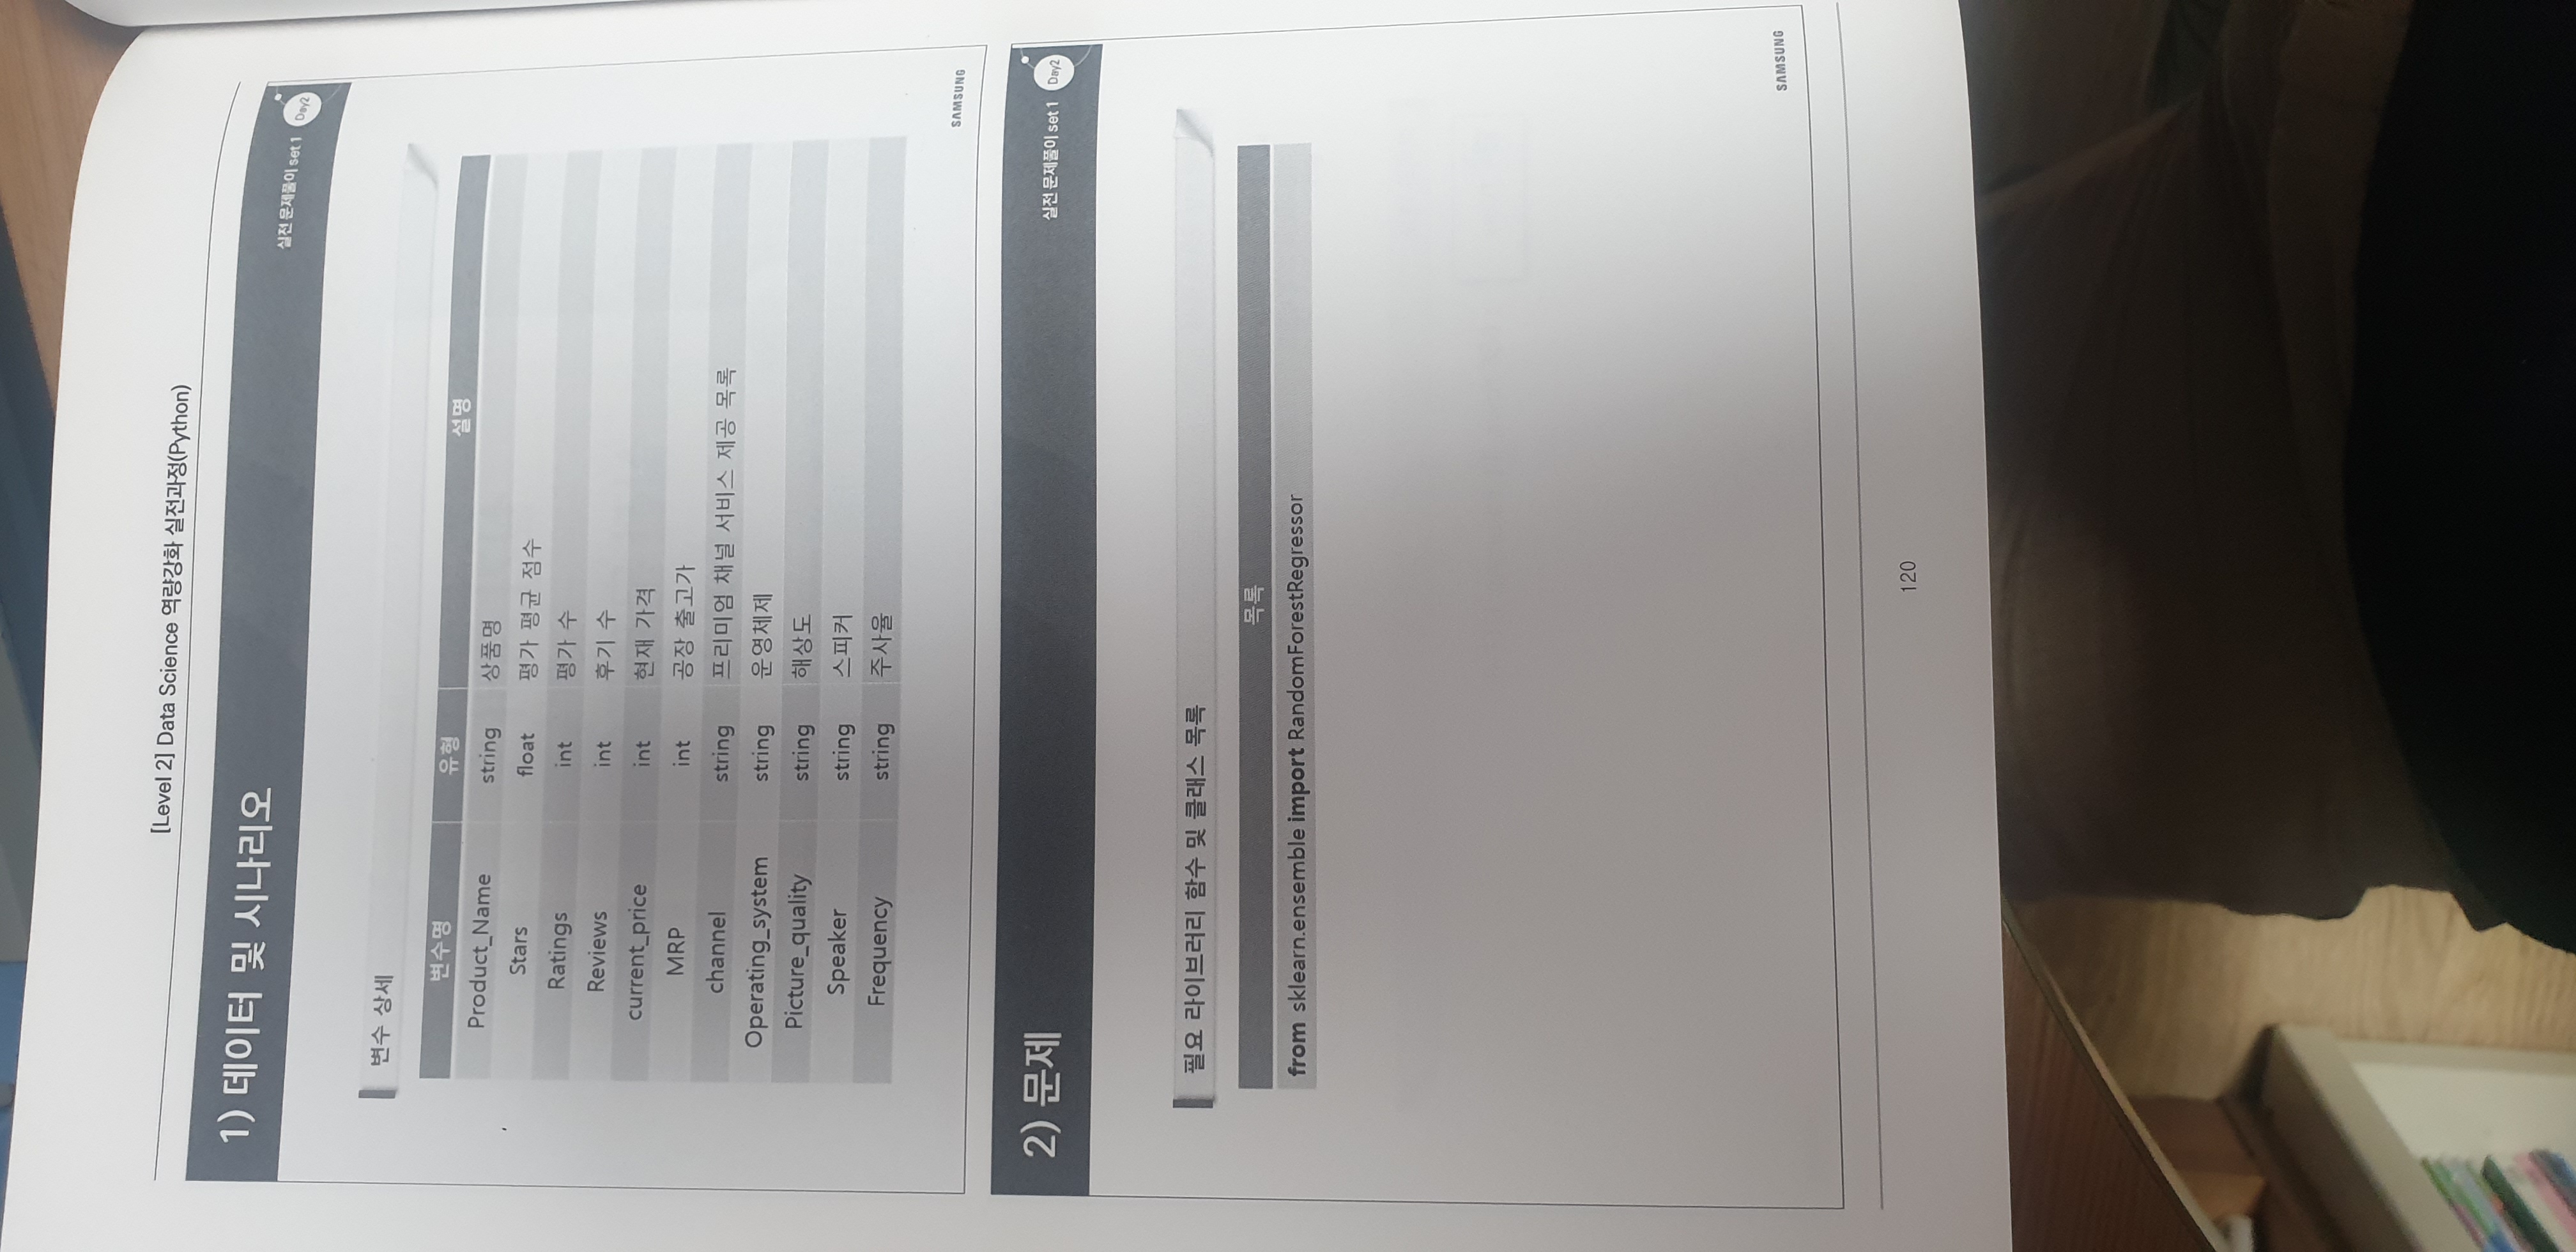 [Level 2] Data Science 역량강화 실전과정(Python)
1) 데이터 및 시나리오
실전 문제풀이 set 1 Day2
변수 상세
변수명 유형 설명
Product_Name string 상품명
Stars float 평가 평균 점수
Ratings int 평가 수
Reviews int 후기 수
current_price int 현재 가격
MRP int 공장 출고가
channel string 프리미엄 채널 서비스 제공 목록
Operating_system string 운영체제
Picture_quality string 해상도
Speaker string 스피커
Frequency string 주사율
SAMSUNG
2) 문제
실전 문제풀이 set 1 Day2
필요 라이브러리 함수 및 클래스 목록
목록
from sklearn.ensemble import RandomForestRegressor
SAMSUNG
120